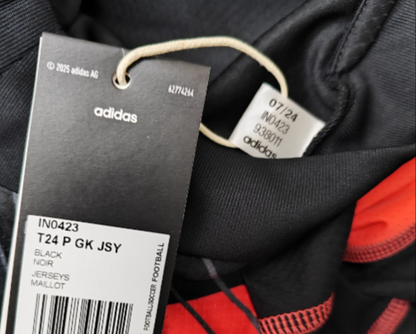 © 2025 adidas AG
62774264
adidas
IN0423
T24 P GK JSY
BLACK
NOIR
JERSEYS
MAILLOT
FOOTBALL/SOCCER FOOTBALL
07/24
IN0423
938011
adidas